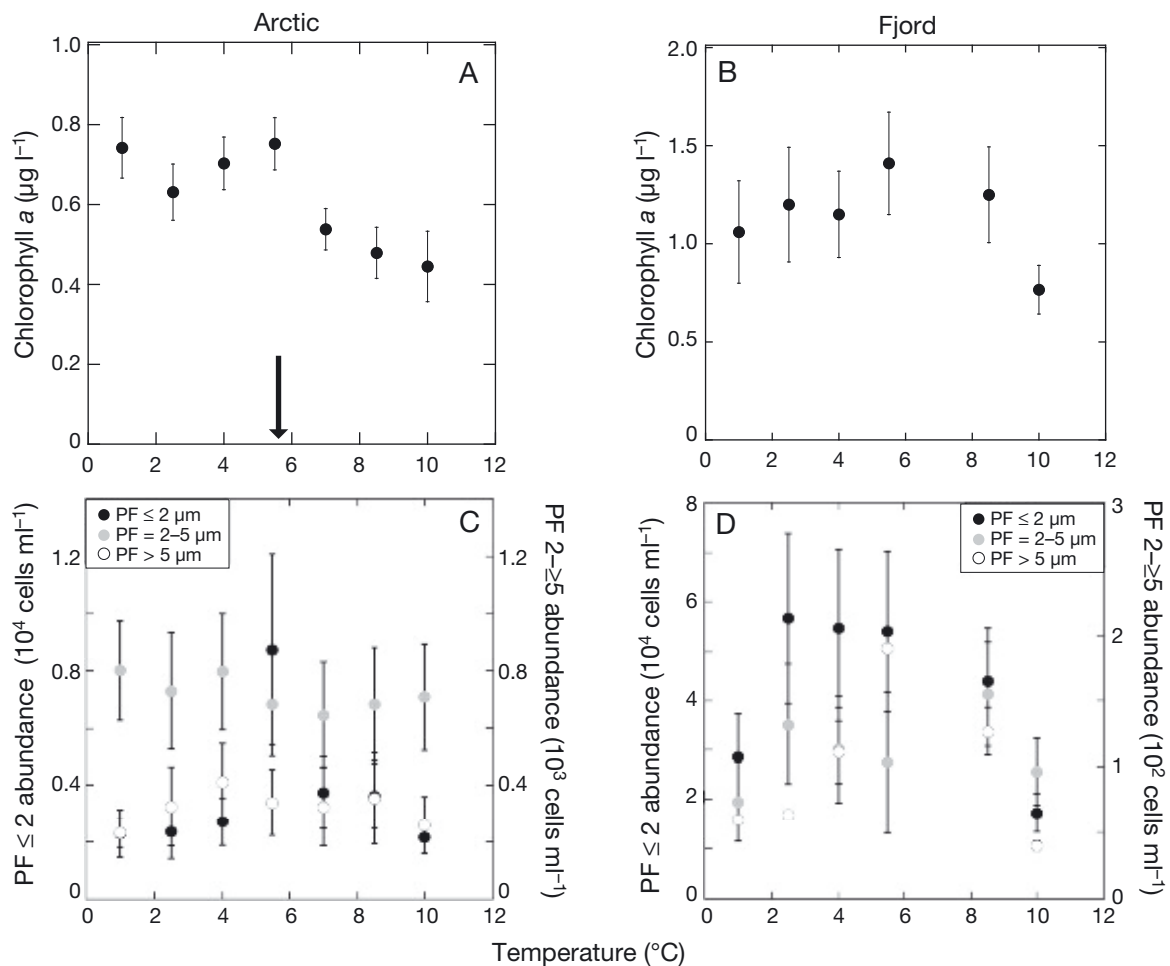 Arctic
Fjord
A
1.0
0.8
0.6
0.4
0.2
0
Chlorophyll a (µg l–1)
0 2 4 6 8 10 12
B
2.0
1.5
1.0
0.5
0
Chlorophyll a (µg l–1)
0 2 4 6 8 10 12
C
PF ≤ 2 µm
PF = 2–5 µm
PF > 5 µm
1.2
0.8
0.4
0
PF ≤ 2 abundance (10⁴ cells ml–1)
1.2
0.8
0.4
0
PF 2–≥5 abundance (10³ cells ml–1)
0 2 4 6 8 10 12
D
PF ≤ 2 µm
PF = 2–5 µm
PF > 5 µm
8
6
4
2
0
PF ≤ 2 abundance (10⁴ cells ml–1)
3
2
1
0
PF 2–≥5 abundance (10² cells ml–1)
0 2 4 6 8 10 12
Temperature (°C)